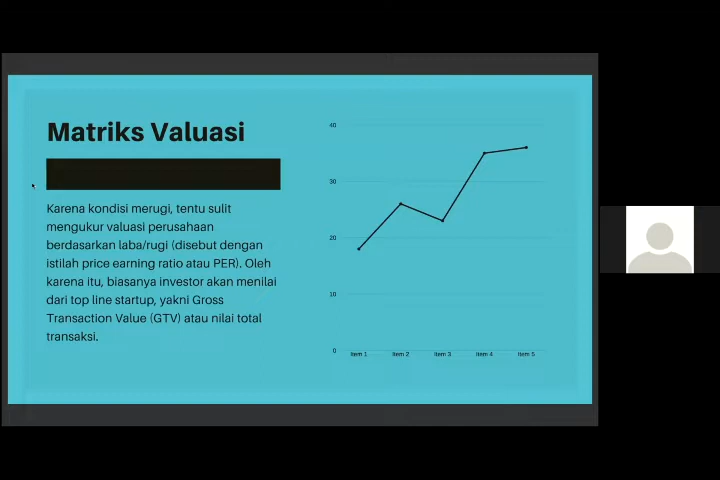 Matriks Valuasi
Karena kondisi merugi, tentu sulit
mengukur valuasi perusahaan
berdasarkan laba/rugi (disebut dengan
istilah price earning ratio atau PER). Oleh
karena itu, biasanya investor akan menilai
dari top line startup, yakni Gross
Transaction Value (GTV) atau nilai total
transaksi.
40
30
20
10
0
Item 1 Item 2 Item 3 Item 4 Item 5